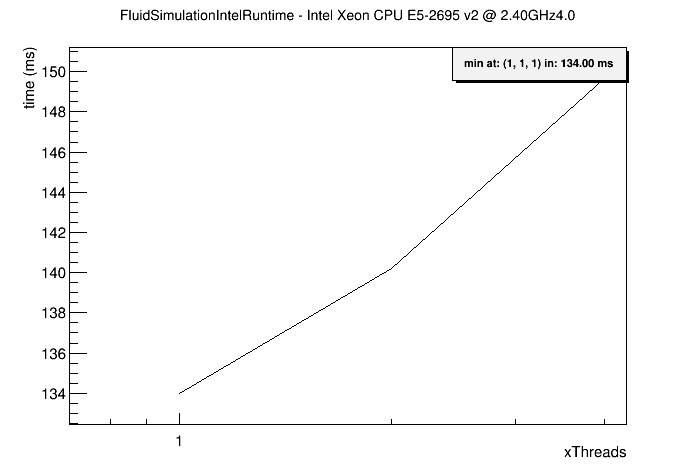 FluidSimulationIntelRuntime - Intel Xeon CPU E5-2695 v2 @ 2.40GHz4.0
min at: (1, 1, 1) in: 134.00 ms
time (ms)
150
148
146
144
142
140
138
136
134
1
xThreads